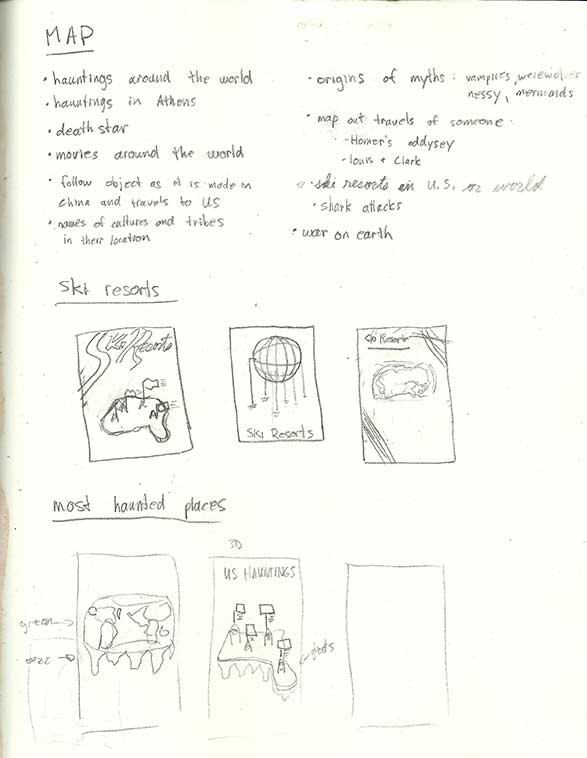 MAP
• hauntings around the world
• hauntings in Athens
• death star
• movies around the world
• follow object as it is made in
china and travels to US
• names of cultures and tribes
in their location
• origins of myths : vampires, werewolves
nessy, mermaids
• map out travels of someone
- Homer's oddysey
- Louis + Clark
• ski resorts in U.S. or world
• shark attacks
• war on earth
ski resorts
Ski Resorts
Ski Resorts
Ski Resorts
most haunted places
3D
US HAUNTINGS
green
ooze